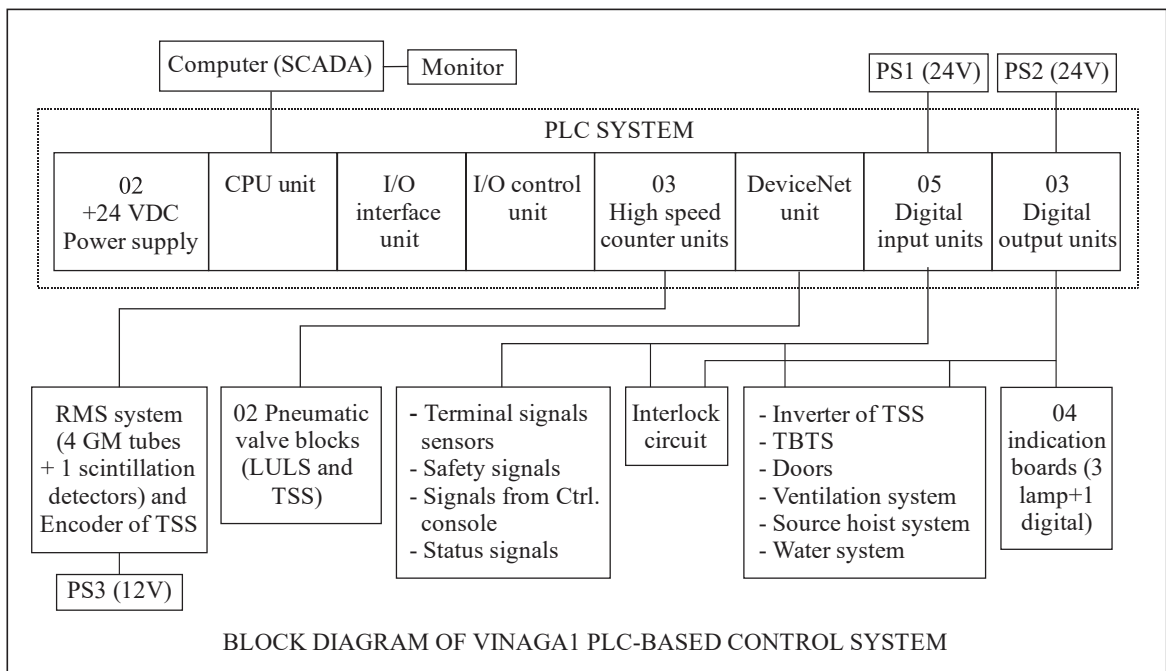 Computer (SCADA)
Monitor
PS1 (24V)
PS2 (24V)
PLC SYSTEM
02
+24 VDC
Power supply
CPU unit
I/O
interface
unit
I/O control
unit
03
High speed
counter units
DeviceNet
unit
05
Digital
input units
03
Digital
output units
RMS system
(4 GM tubes
+ 1 scintillation
detectors) and
Encoder of TSS
02 Pneumatic
valve blocks
(LULS and
TSS)
- Terminal signals
sensors
- Safety signals
- Signals from Ctrl.
console
- Status signals
Interlock
circuit
- Inverter of TSS
- TBTS
- Doors
- Ventilation system
- Source hoist system
- Water system
04
indication
boards (3
lamp+1
digital)
PS3 (12V)
BLOCK DIAGRAM OF VINAGA1 PLC-BASED CONTROL SYSTEM